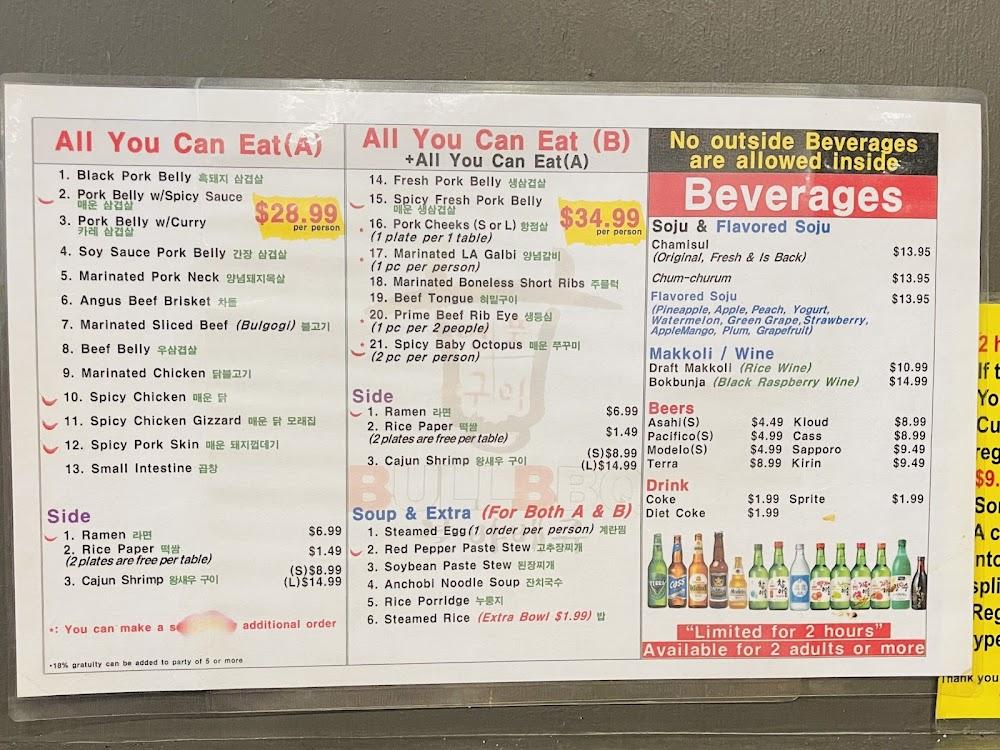 All You Can Eat(A)
1. Black Pork Belly 흑돼지 삼겹살
2. Pork Belly w/Spicy Sauce
매운 삼겹살
3. Pork Belly w/Curry
카레 삼겹살
$28.99
per person
4. Soy Sauce Pork Belly 간장 삼겹살
5. Marinated Pork Neck 양념돼지목살
6. Angus Beef Brisket 차돌
7. Marinated Sliced Beef (Bulgogi) 불고기
8. Beef Belly 우삼겹살
9. Marinated Chicken 닭불고기
10. Spicy Chicken 매운 닭
11. Spicy Chicken Gizzard 매운 닭 모래집
12. Spicy Pork Skin 매운 돼지껍데기
13. Small Intestine 곱창
Side
1. Ramen 라면 $6.99
2. Rice Paper 떡쌈 $1.49
(2 plates are free per table)
3. Cajun Shrimp 왕새우 구이 (S)$8.99
(L)$14.99
*: You can make a s additional order
*18% gratuity can be added to party of 5 or more
All You Can Eat (B)
+All You Can Eat(A)
14. Fresh Pork Belly 생삼겹살
15. Spicy Fresh Pork Belly
매운 생삼겹살
$34.99
per person
16. Pork Cheeks (S or L) 항정살
(1 plate per 1 table)
17. Marinated LA Galbi 양념갈비
(1 pc per person)
18. Marinated Boneless Short Ribs 주물럭
19. Beef Tongue 혀밑구이
20. Prime Beef Rib Eye 생등심
(1 pc per 2 people)
21. Spicy Baby Octopus 매운 쭈꾸미
(2 pc per person)
Side
1. Ramen 라면 $6.99
2. Rice Paper 떡쌈 $1.49
(2 plates are free per table)
3. Cajun Shrimp 왕새우 구이 (S)$8.99
(L)$14.99
BULLBBQ
Soup & Extra (For Both A & B)
1. Steamed Egg(1 order per person) 계란찜
2. Red Pepper Paste Stew 고추장찌개
3. Soybean Paste Stew 된장찌개
4. Anchobi Noodle Soup 잔치국수
5. Rice Porridge 누룽지
6. Steamed Rice (Extra Bowl $1.99) 밥
No outside Beverages
are allowed inside
Beverages
Soju & Flavored Soju
Chamisul $13.95
(Original, Fresh & Is Back)
Chum-churum $13.95
Flavored Soju $13.95
(Pineapple, Apple, Peach, Yogurt,
Watermelon, Green Grape, Strawberry,
AppleMango, Plum, Grapefruit)
Makkoli / Wine
Draft Makkoli (Rice Wine) $10.99
Bokbunja (Black Raspberry Wine) $14.99
Beers
Asahi(S) $4.49 Kloud $8.99
Pacifico(S) $4.99 Cass $8.99
Modelo(S) $4.99 Sapporo $9.49
Terra $8.99 Kirin $9.49
Drink
Coke $1.99 Sprite $1.99
Diet Coke $1.99
"Limited for 2 hours"
Available for 2 adults or more
2 h
If t
Yo
Cu
reg
$9.
Sor
A c
into
spli
Reg
ype
Thank you